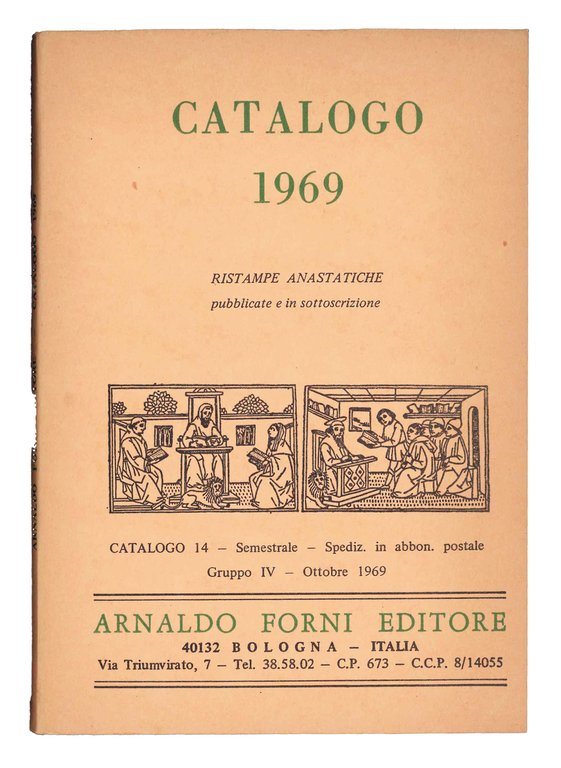 CATALOGO
1969
RISTAMPE ANASTATICHE
pubblicate e in sottoscrizione
CATALOGO 14 – Semestrale – Spediz. in abbon. postale
Gruppo IV – Ottobre 1969
ARNALDO FORNI EDITORE
40132 BOLOGNA – ITALIA
Via Triumvirato, 7 – Tel. 38.58.02 – C.P. 673 – C.C.P. 8/14055